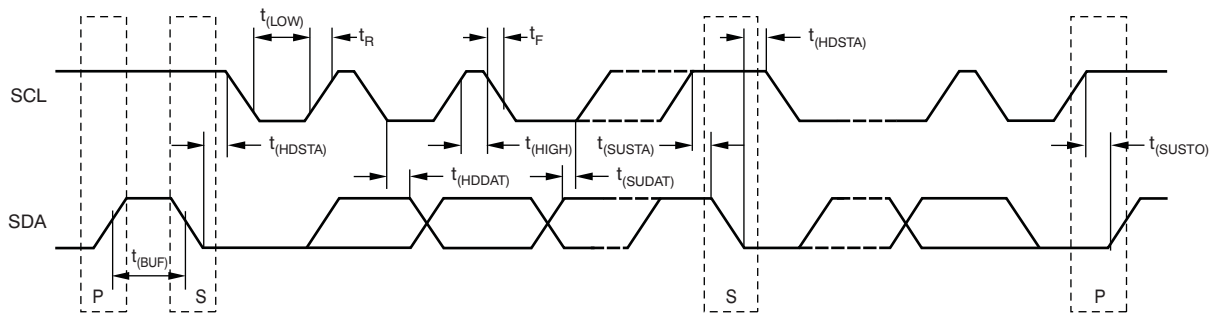 t(LOW)
tR
tF
t(HDSTA)
SCL
t(HDSTA)
t(HIGH)
t(SUSTA)
t(SUSTO)
t(HDDAT)
t(SUDAT)
SDA
t(BUF)
P
S
S
P